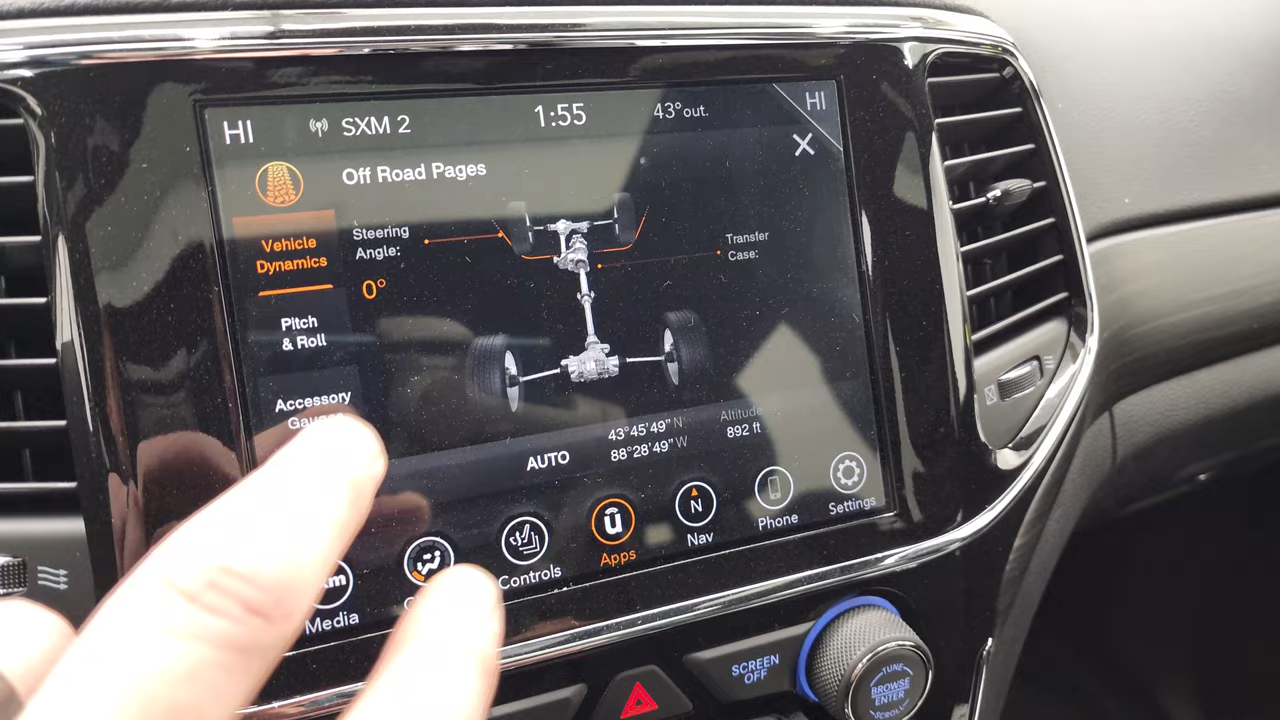 HI
SXM 2
1:55
43° out.
HI
Off Road Pages
Vehicle
Dynamics
Steering
Angle:
0°
Transfer
Case:
Pitch
& Roll
Accessory
AUTO
43°45'49" N
88°28'49" W
Altitude
892 ft
Media
Controls
Apps
N
Nav
Phone
Settings
SCREEN
OFF
TUNE
BROWSE
ENTER
SCROLL